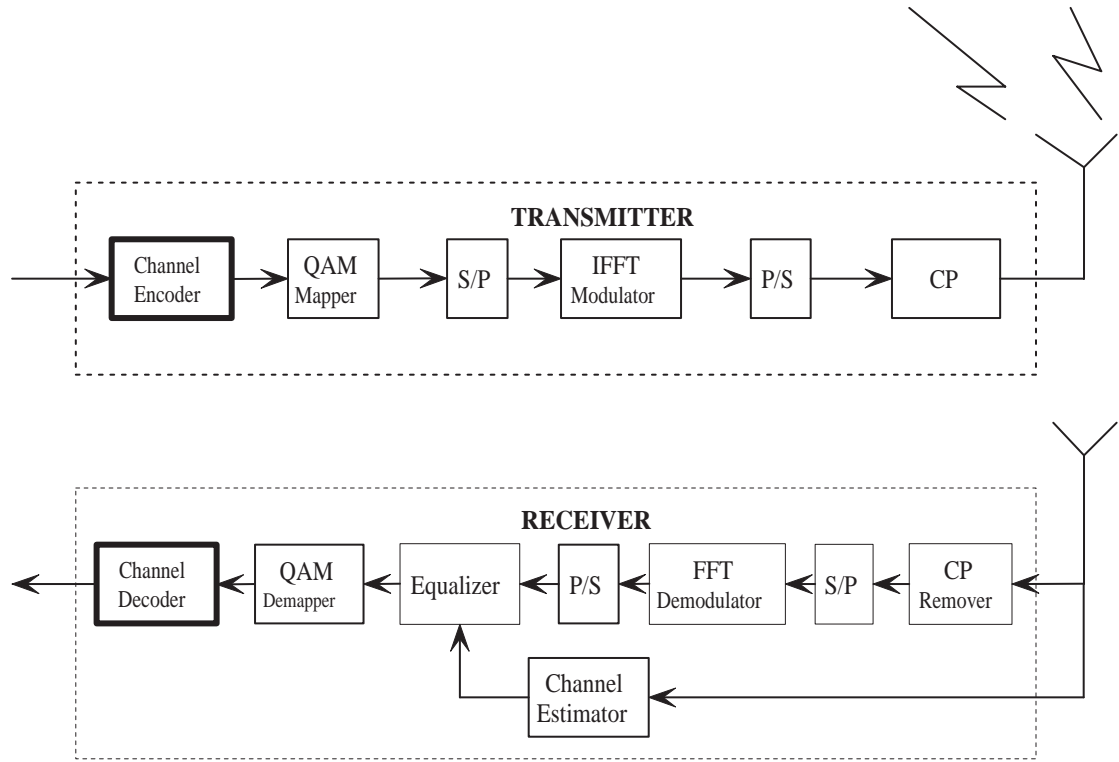 TRANSMITTER
Channel
Encoder
QAM
Mapper
S/P
IFFT
Modulator
P/S
CP
RECEIVER
Channel
Decoder
QAM
Demapper
Equalizer
P/S
FFT
Demodulator
S/P
CP
Remover
Channel
Estimator